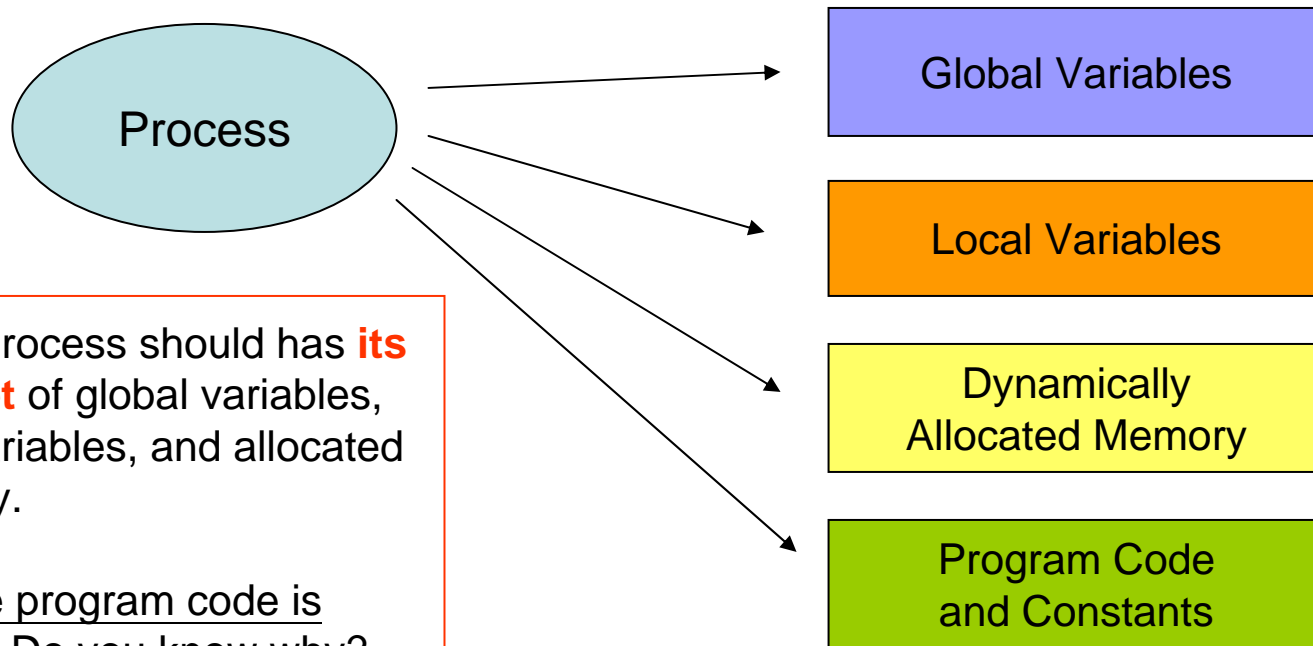 Process
Global Variables
Local Variables
Dynamically
Allocated Memory
Program Code
and Constants
rocess should has its
t of global variables,
riables, and allocated
y.
e program code is
Do you know why?